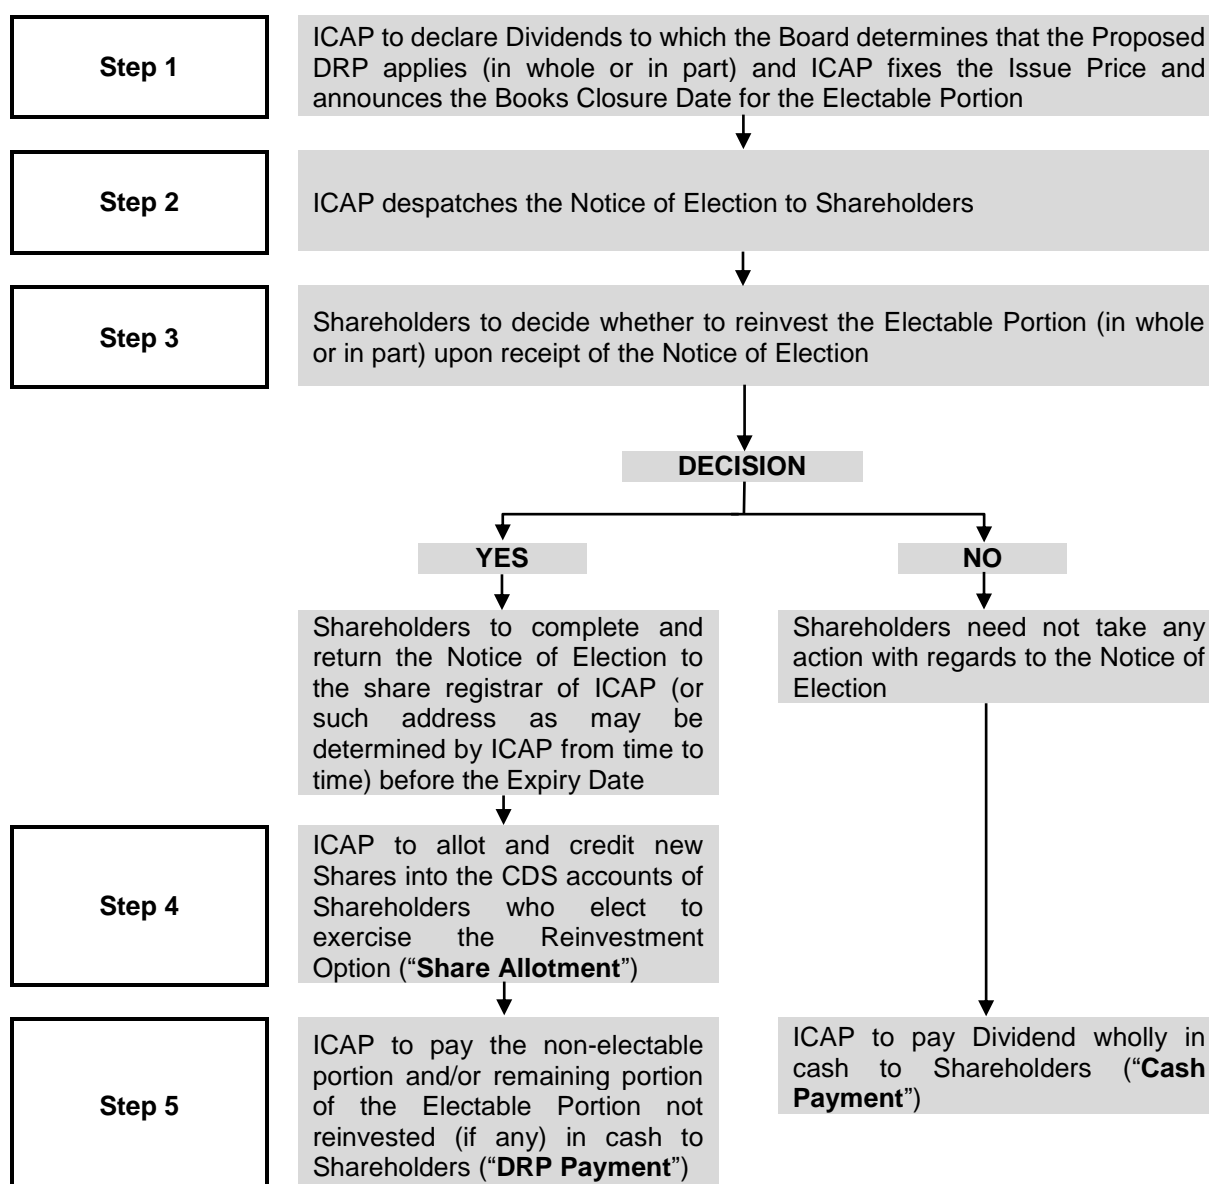 Step 1
ICAP to declare Dividends to which the Board determines that the Proposed
DRP applies (in whole or in part) and ICAP fixes the Issue Price and
announces the Books Closure Date for the Electable Portion
Step 2
ICAP despatches the Notice of Election to Shareholders
Step 3
Shareholders to decide whether to reinvest the Electable Portion (in whole
or in part) upon receipt of the Notice of Election
DECISION
YES
NO
Shareholders to complete and
return the Notice of Election to
the share registrar of ICAP (or
such address as may be
determined by ICAP from time to
time) before the Expiry Date
Shareholders need not take any
action with regards to the Notice of
Election
Step 4
ICAP to allot and credit new
Shares into the CDS accounts of
Shareholders who elect to
exercise the Reinvestment
Option (“Share Allotment”)
Step 5
ICAP to pay the non-electable
portion and/or remaining portion
of the Electable Portion not
reinvested (if any) in cash to
Shareholders (“DRP Payment”)
ICAP to pay Dividend wholly in
cash to Shareholders (“Cash
Payment”)